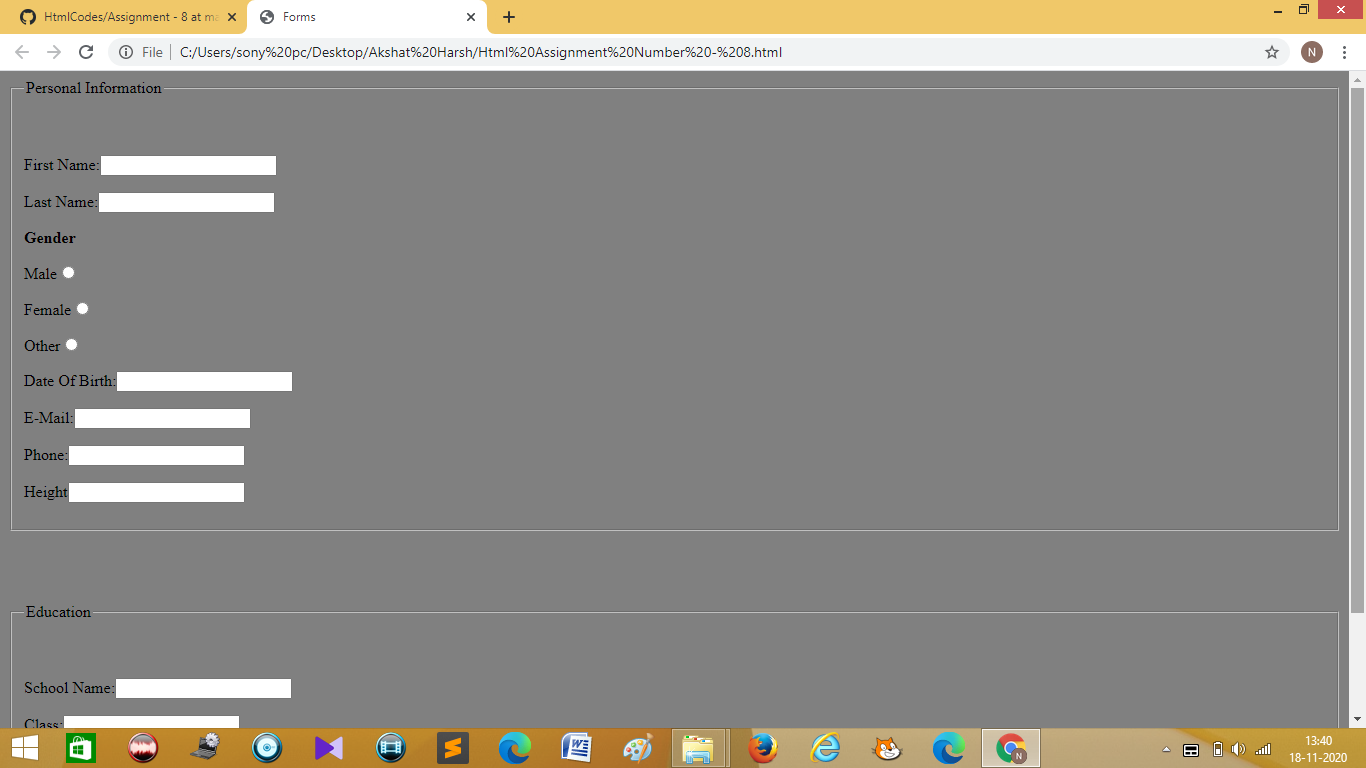 HtmlCodes/Assignment - 8 at ma
Forms
File
C:/Users/sony%20pc/Desktop/Akshat%20Harsh/Html%20Assignment%20Number%20-%208.html
N
Personal Information
First Name:
Last Name:
Gender
Male
Female
Other
Date Of Birth:
E-Mail:
Phone:
Height
Education
School Name:
Class:
N
13:40
18-11-2020